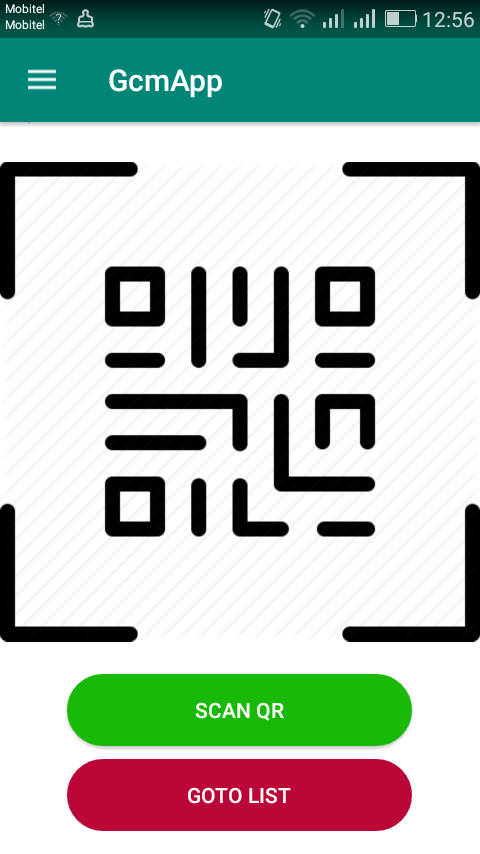 Mobitel
Mobitel
12:56
GcmApp
SCAN QR
GOTO LIST